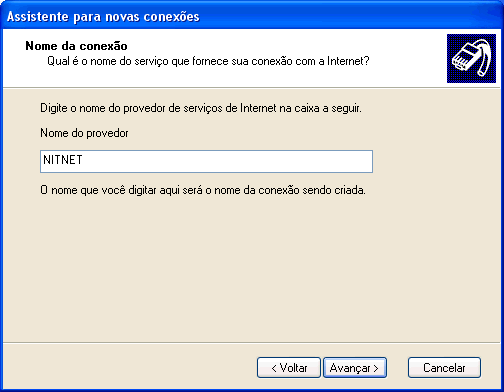 Assistente para novas conexões
Nome da conexão
Qual é o nome do serviço que fornece sua conexão com a Internet?
Digite o nome do provedor de serviços de Internet na caixa a seguir.
Nome do provedor
NITNET
O nome que você digitar aqui será o nome da conexão sendo criada.
< Voltar Avançar > Cancelar